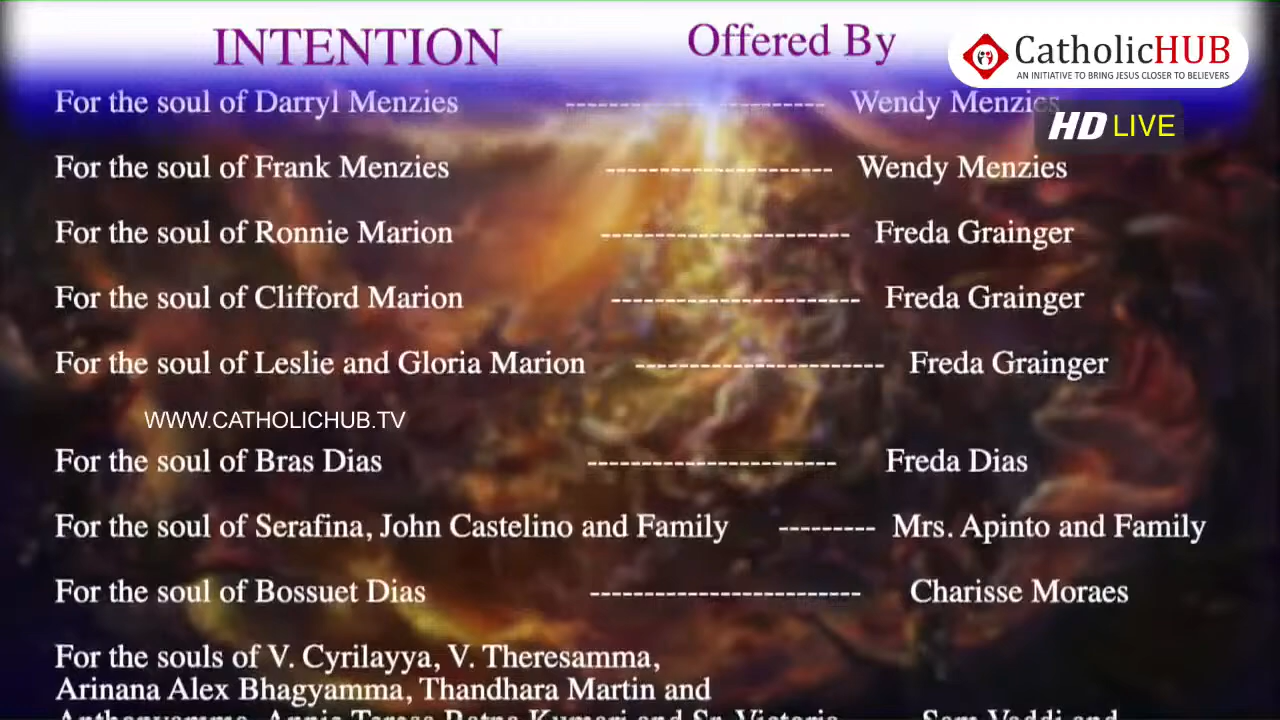 INTENTION Offered By
CatholicHUB
AN INITIATIVE TO BRING JESUS CLOSER TO BELIEVERS
For the soul of Darryl Menzies ----------------------- Wendy Menzies
HD LIVE
For the soul of Frank Menzies --------------------- Wendy Menzies
For the soul of Ronnie Marion ----------------------- Freda Grainger
For the soul of Clifford Marion ----------------------- Freda Grainger
For the soul of Leslie and Gloria Marion ----------------------- Freda Grainger
WWW.CATHOLICHUB.TV
For the soul of Bras Dias ----------------------- Freda Dias
For the soul of Serafina, John Castelino and Family --------- Mrs. Apinto and Family
For the soul of Bossuet Dias ------------------------- Charisse Moraes
For the souls of V. Cyrilayya, V. Theresamma,
Arinana Alex Bhagyamma, Thandhara Martin and